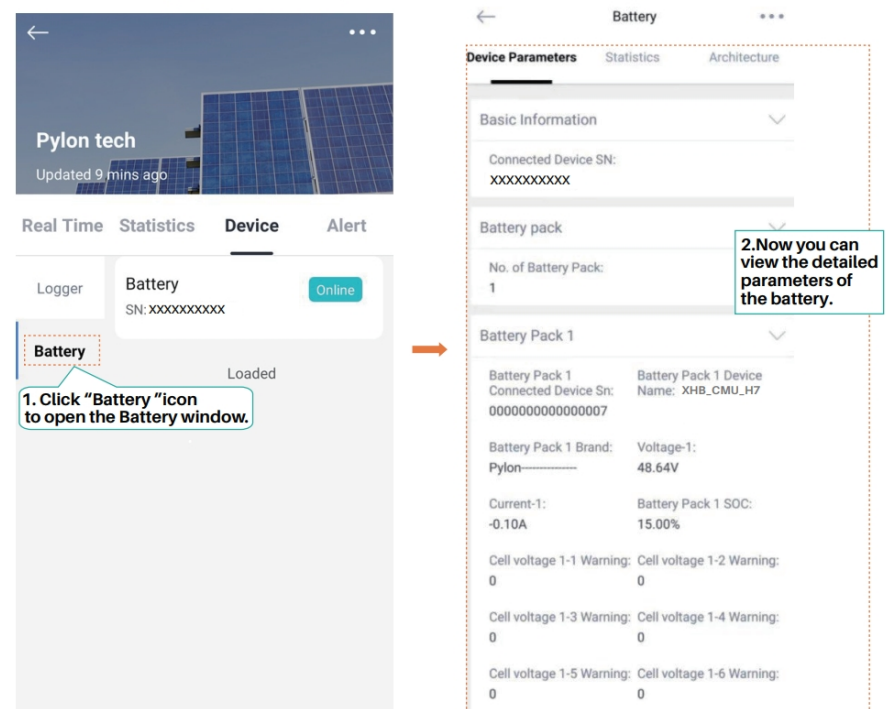 Pylon tech
Updated 9 mins ago
Real Time Statistics Device Alert
Logger
Battery
SN: XXXXXXXXXX
Online
Battery
Loaded
1. Click “Battery ”icon
to open the Battery window.
Battery
Device Parameters Statistics Architecture
Basic Information
Connected Device SN:
XXXXXXXXXX
Battery pack
No. of Battery Pack:
1
2.Now you can
view the detailed
parameters of
the battery.
Battery Pack 1
Battery Pack 1
Connected Device Sn:
0000000000000007
Battery Pack 1 Device
Name: XHB_CMU_H7
Battery Pack 1 Brand:
Pylon---------------
Voltage-1:
48.64V
Current-1:
-0.10A
Battery Pack 1 SOC:
15.00%
Cell voltage 1-1 Warning:
0
Cell voltage 1-2 Warning:
0
Cell voltage 1-3 Warning:
0
Cell voltage 1-4 Warning:
0
Cell voltage 1-5 Warning:
0
Cell voltage 1-6 Warning:
0